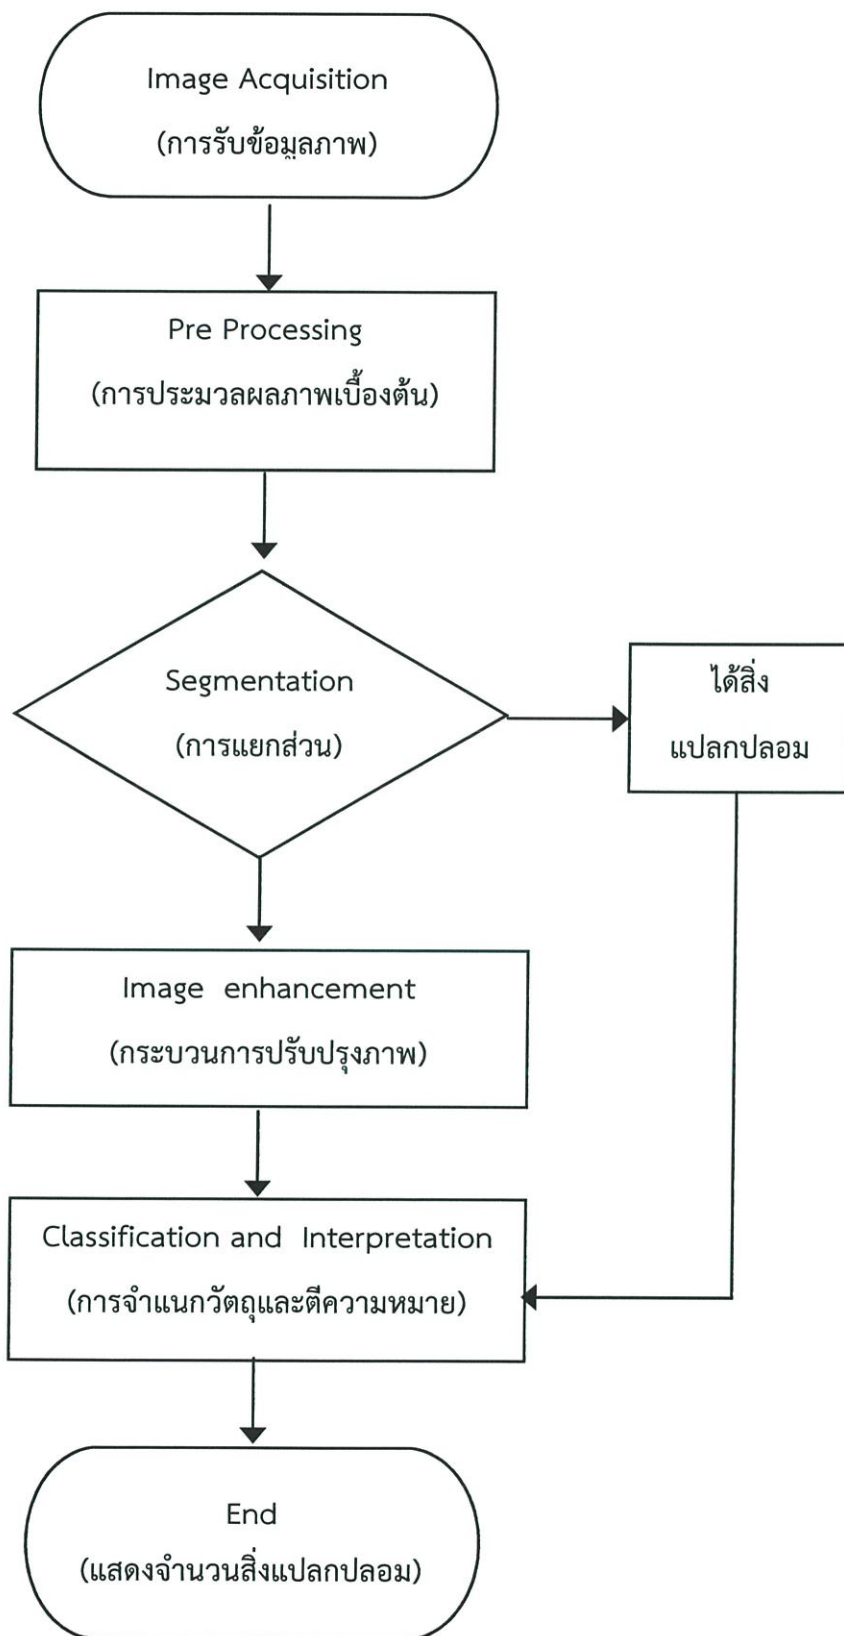 Image Acquisition
(การรับข้อมูลภาพ)
Pre Processing
(การประมวลผลภาพเบื้องต้น)
Segmentation
(การแยกส่วน)
ได้สิ่ง
แปลกปลอม
Image enhancement
(กระบวนการปรับปรุงภาพ)
Classification and Interpretation
(การจำแนกวัตถุและตีความหมาย)
End
(แสดงจำนวนสิ่งแปลกปลอม)